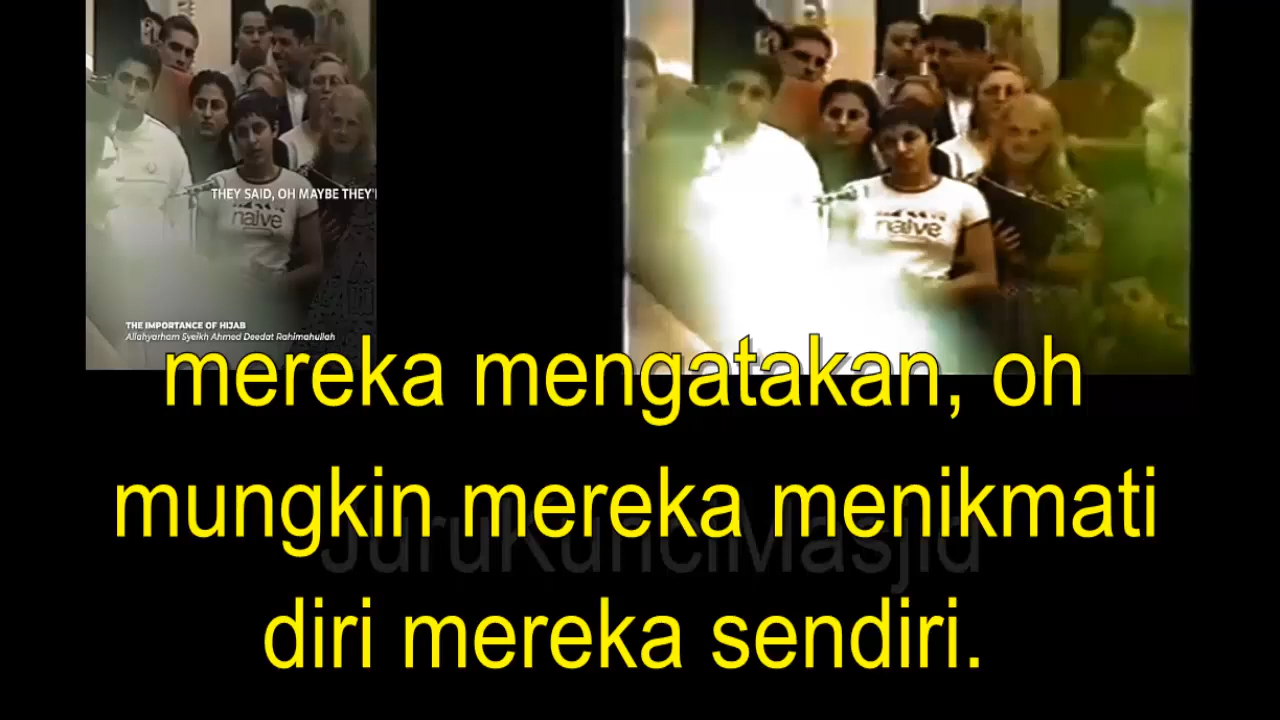 THEY SAID, OH MAYBE THEY'
naive
naive
THE IMPORTANCE OF HIJAB
Allahyarham Syeikh Ahmed Deedat Rahimahullah
mereka mengatakan, oh
mungkin mereka menikmati
diri mereka sendiri.
JuruKunciMasjid